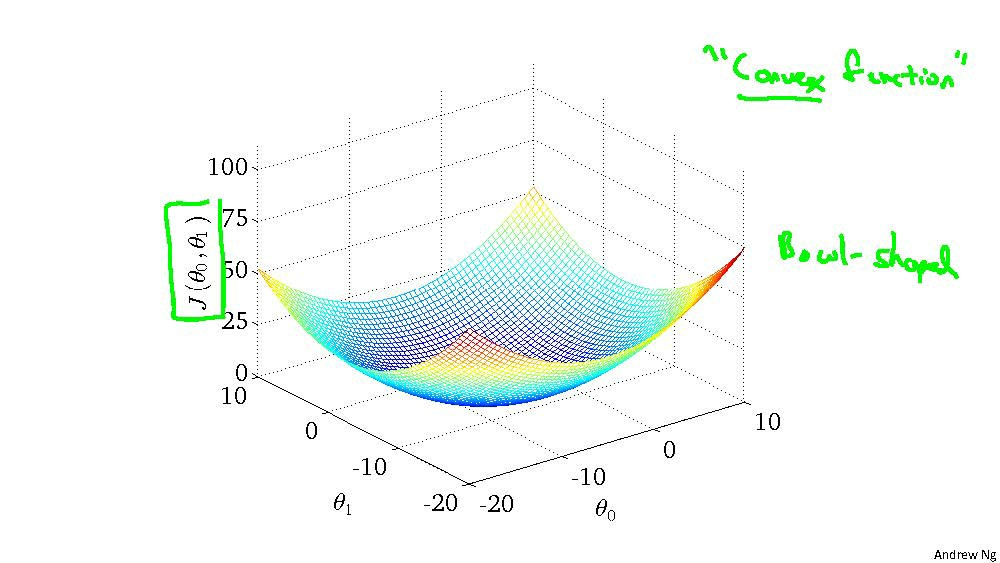 "Convex function"
100
75
50
25
0
J(θ₀,θ₁)
Bowl-shaped
10
0
-10
-20
θ₁
-20
-10
0
10
θ₀
Andrew Ng